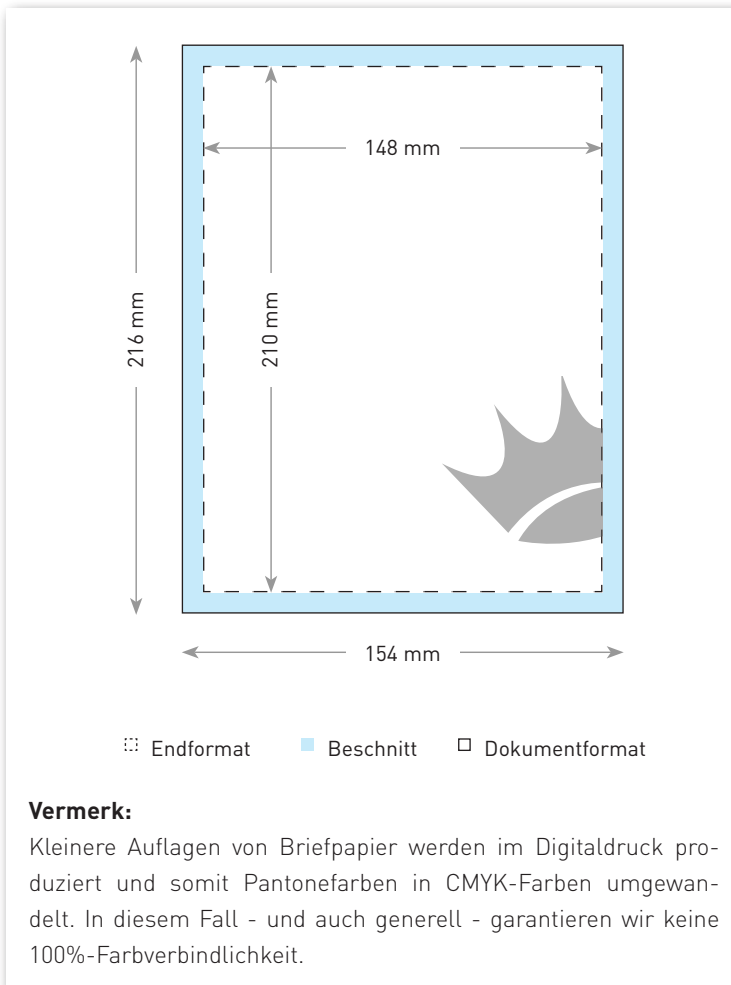 148 mm
216 mm
210 mm
154 mm
Endformat Beschnitt Dokumentformat
Vermerk:
Kleinere Auflagen von Briefpapier werden im Digitaldruck pro-
duziert und somit Pantonefarben in CMYK-Farben umgewan-
delt. In diesem Fall - und auch generell - garantieren wir keine
100%-Farbverbindlichkeit.